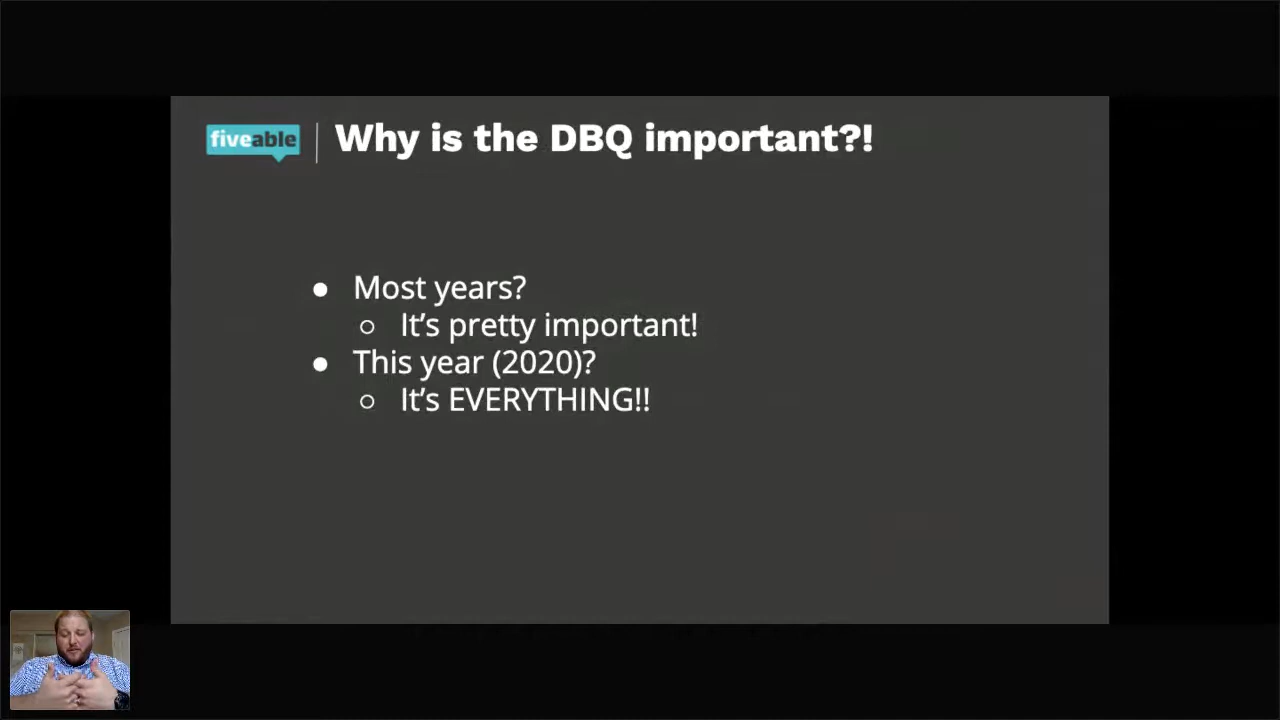 fiveable
Why is the DBQ important?!
● Most years?
○ It's pretty important!
● This year (2020)?
○ It's EVERYTHING!!